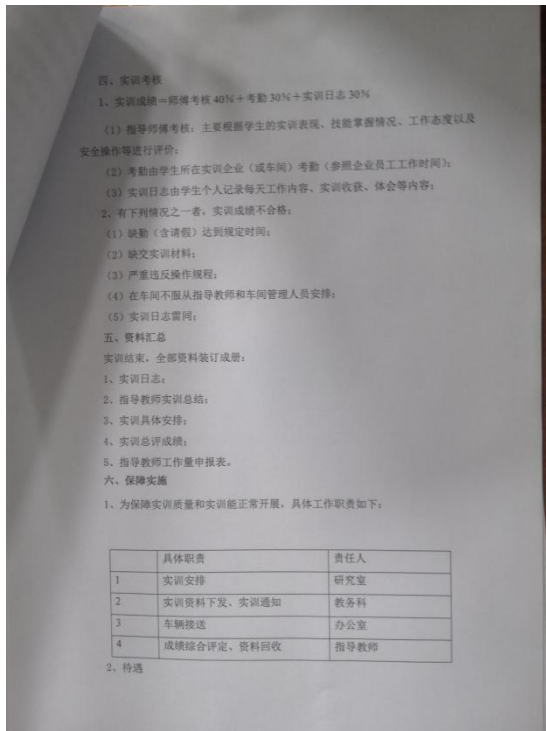 四、实训考核
1、实训成绩=师傅考核 40%+考勤 30%+实训日志 30%
(1)指导师傅考核:主要根据学生的实训表现、技能掌握情况、工作态度以及
安全操作等进行评价;
(2)考勤由学生所在实训企业(或车间)考勤(参照企业员工工作时间);
(3)实训日志由学生个人记录每天工作内容、实训收获、体会等内容;
2、有下列情况之一者,实训成绩不合格:
(1)缺勤(含请假)达到规定时间;
(2)缺交实训材料;
(3)严重违反操作规程;
(4)在车间不服从指导教师和车间管理人员安排;
(5)实训日志雷同;
五、资料汇总
实训结束,全部资料装订成册:
1、实训日志;
2、指导教师实训总结;
3、实训具体安排;
4、实训总评成绩;
5、指导教师工作量申报表。
六、保障实施
1、为保障实训质量和实训能正常开展,具体工作职责如下:
具体职责 责任人
1 实训安排 研究室
2 实训资料下发、实训通知 教务科
3 车辆接送 办公室
4 成绩综合评定、资料回收 指导教师
2、待遇